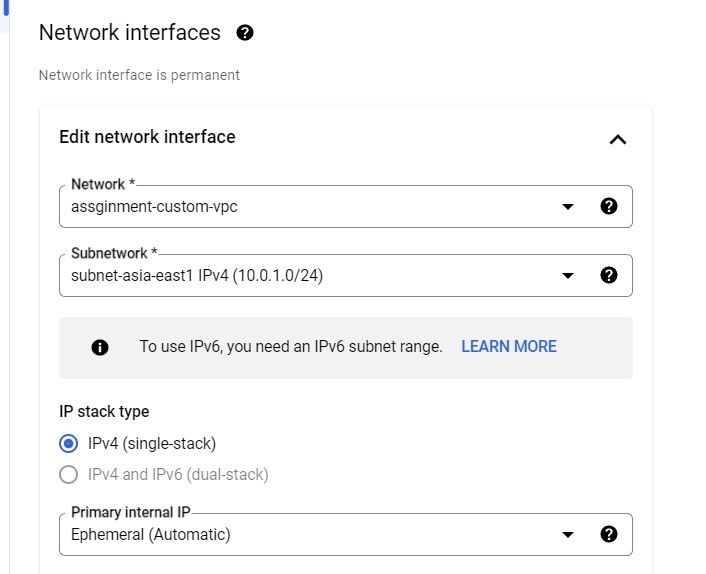 Network interfaces
Network interface is permanent
Edit network interface
Network *
assginment-custom-vpc
Subnetwork *
subnet-asia-east1 IPv4 (10.0.1.0/24)
To use IPv6, you need an IPv6 subnet range. LEARN MORE
IP stack type
IPv4 (single-stack)
IPv4 and IPv6 (dual-stack)
Primary internal IP
Ephemeral (Automatic)